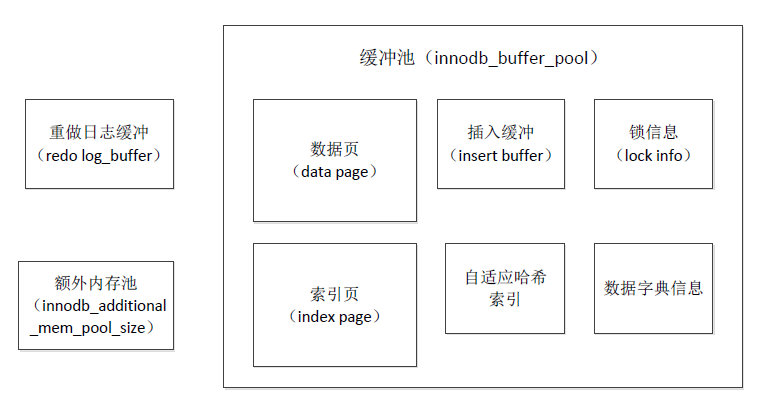 缓冲池（innodb_buffer_pool）
重做日志缓冲
（redo log_buffer）
数据页
（data page）
插入缓冲
（insert buffer）
锁信息
（lock info）
额外内存池
（innodb_additional
_mem_pool_size）
索引页
（index page）
自适应哈希
索引
数据字典信息